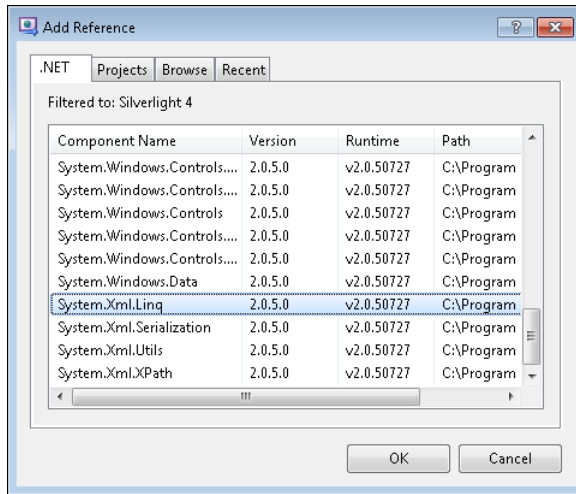 Add Reference
.NET Projects Browse Recent
Filtered to: Silverlight 4
Component Name Version Runtime Path
System.Windows.Controls.... 2.0.5.0 v2.0.50727 C:\Program
System.Windows.Controls.... 2.0.5.0 v2.0.50727 C:\Program
System.Windows.Controls 2.0.5.0 v2.0.50727 C:\Program
System.Windows.Controls.... 2.0.5.0 v2.0.50727 C:\Program
System.Windows.Controls.... 2.0.5.0 v2.0.50727 C:\Program
System.Windows.Data 2.0.5.0 v2.0.50727 C:\Program
System.Xml.Linq 2.0.5.0 v2.0.50727 C:\Program
System.Xml.Serialization 2.0.5.0 v2.0.50727 C:\Program
System.Xml.Utils 2.0.5.0 v2.0.50727 C:\Program
System.Xml.XPath 2.0.5.0 v2.0.50727 C:\Program
OK Cancel